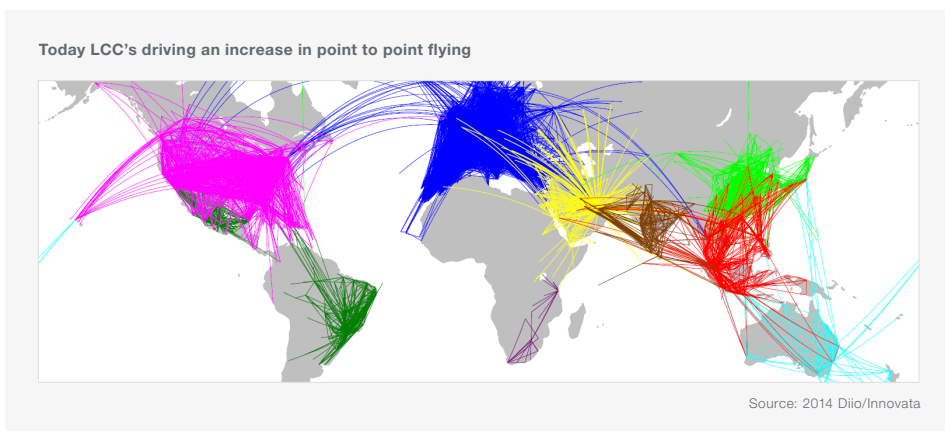 Today LCC's driving an increase in point to point flying
Source: 2014 Diio/Innovata